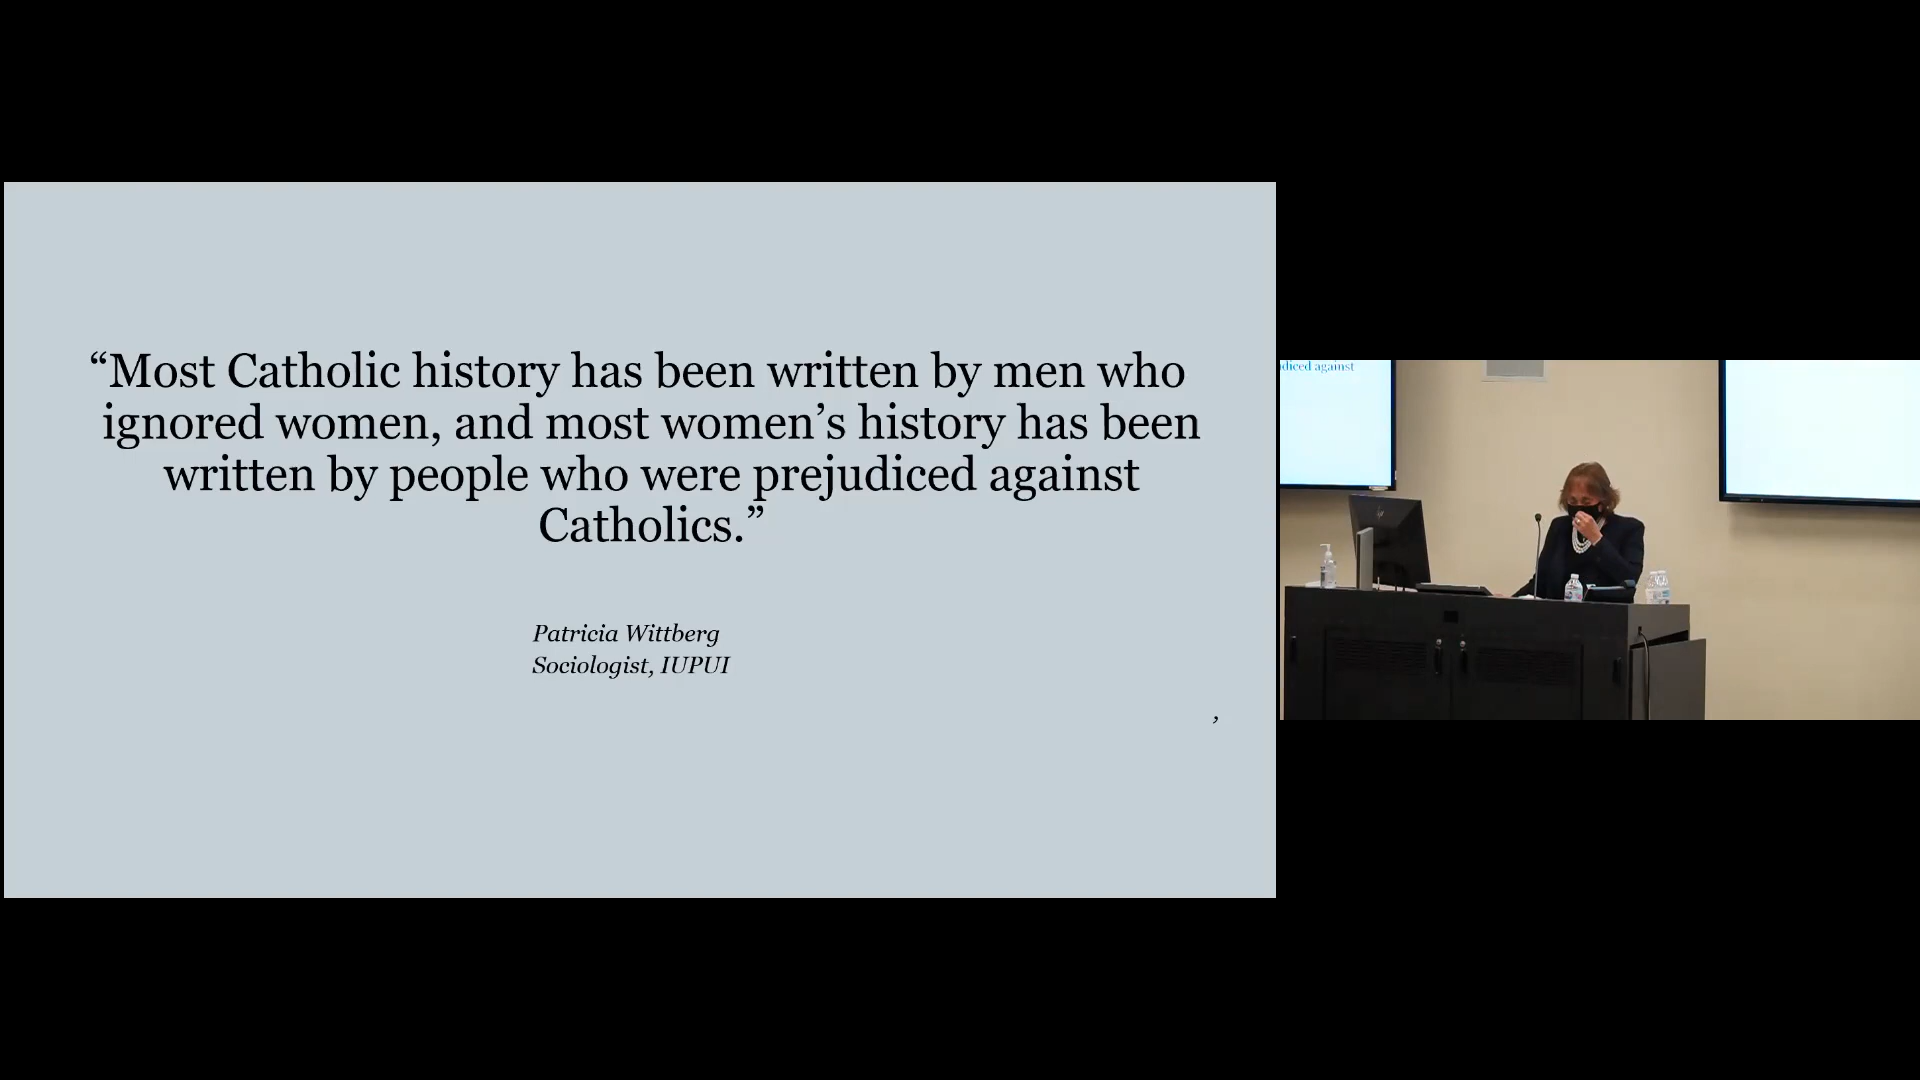 “Most Catholic history has been written by men who
ignored women, and most women’s history has been
written by people who were prejudiced against
Catholics.”
Patricia Wittberg
Sociologist, IUPUI
,
diced against
hp